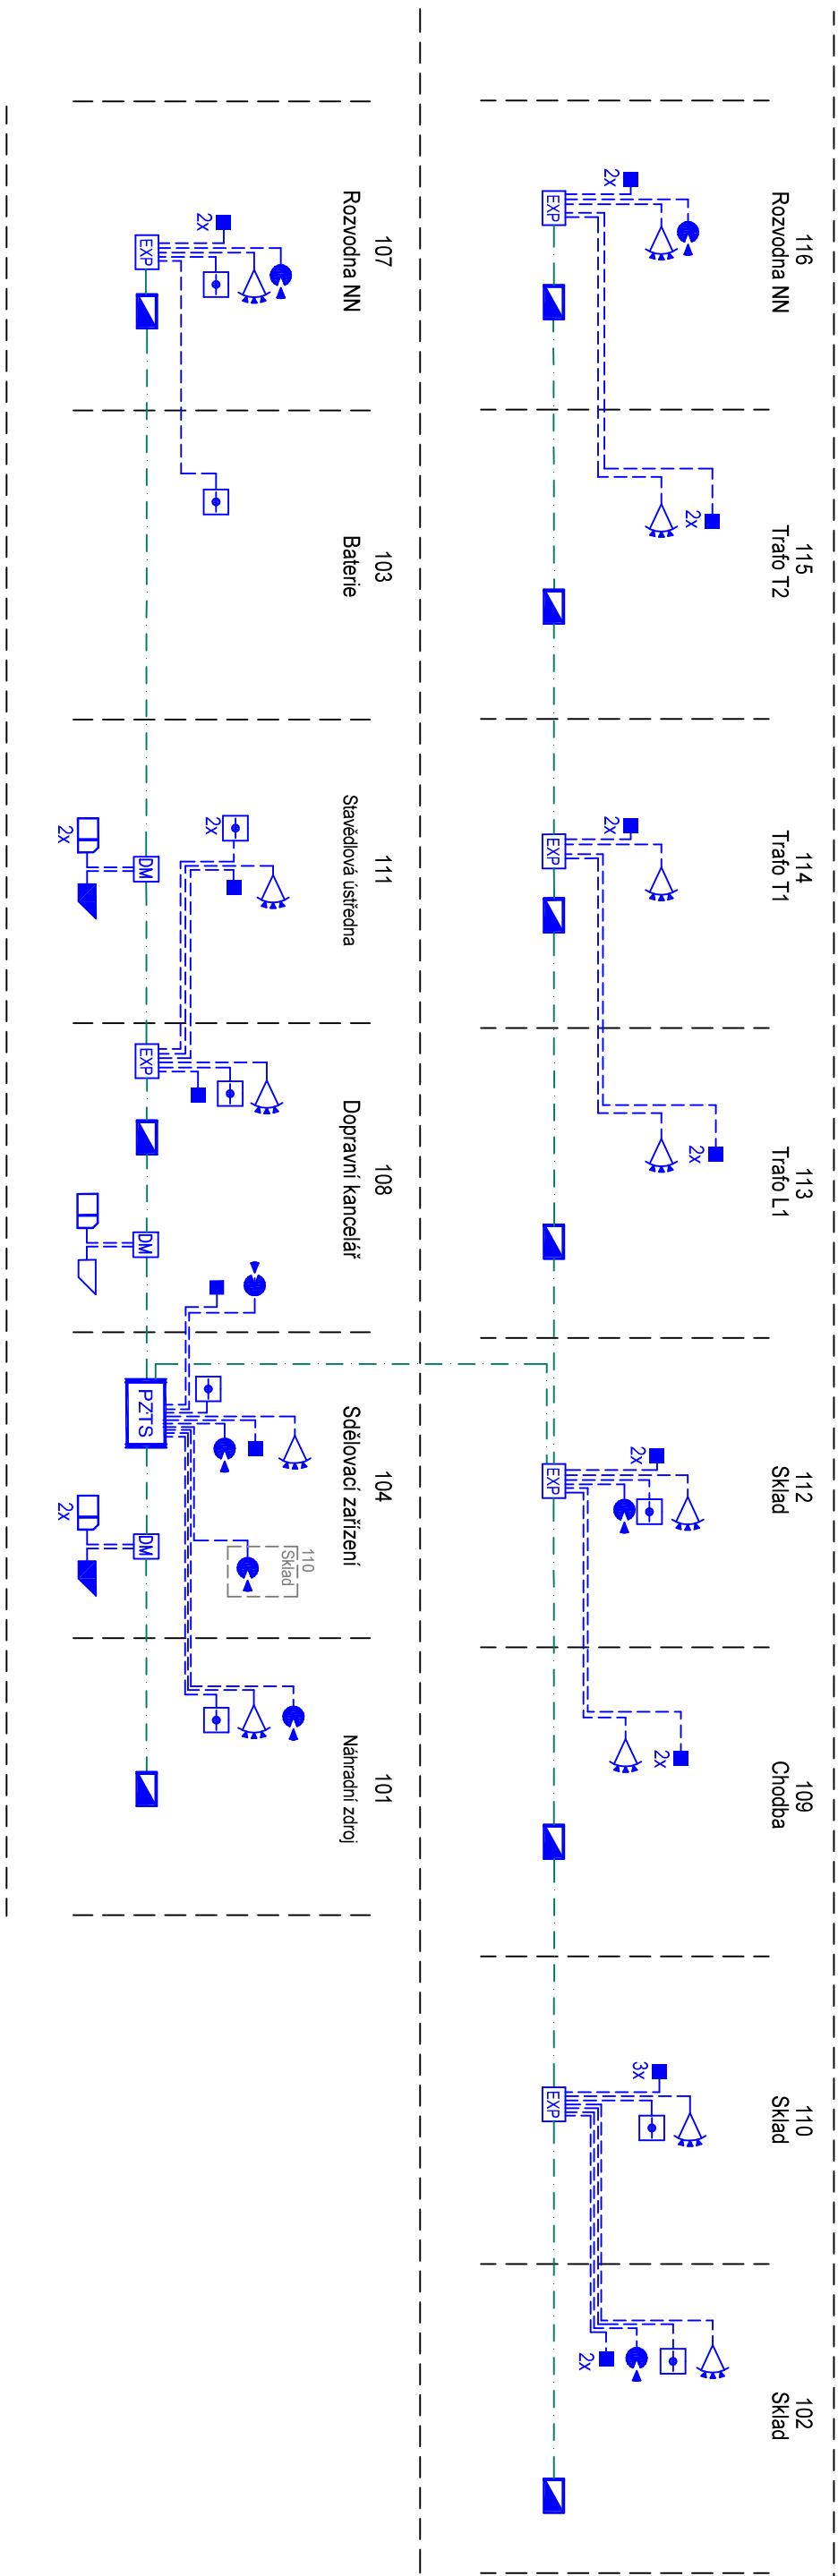 116
Rozvodna NN
2x
EXP
115
Trafo T2
2x
114
Trafo T1
2x
EXP
113
Trafo L1
2x
112
Sklad
2x
EXP
109
Chodba
2x
110
Sklad
3x
EXP
102
Sklad
2x
107
Rozvodna NN
2x
EXP
103
Baterie
111
Stavědlová ústředna
2x
DM
2x
108
Dopravní kancelář
EXP
DM
104
Sdělovací zařízení
PZTS
110
Sklad
DM
2x
101
Náhradní zdroj